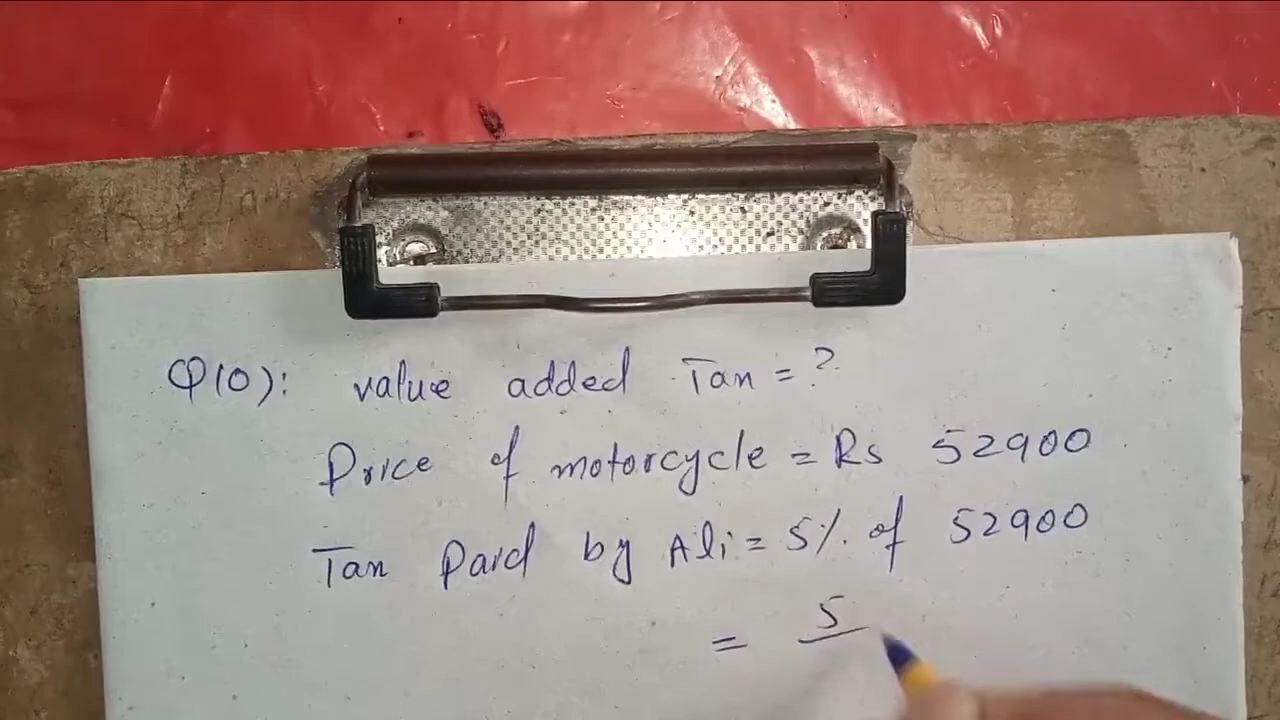 Q(10): value added Tax = ?
Price of motorcycle = Rs 52900
Tax Paid by Ali = 5% of 52900
= 5